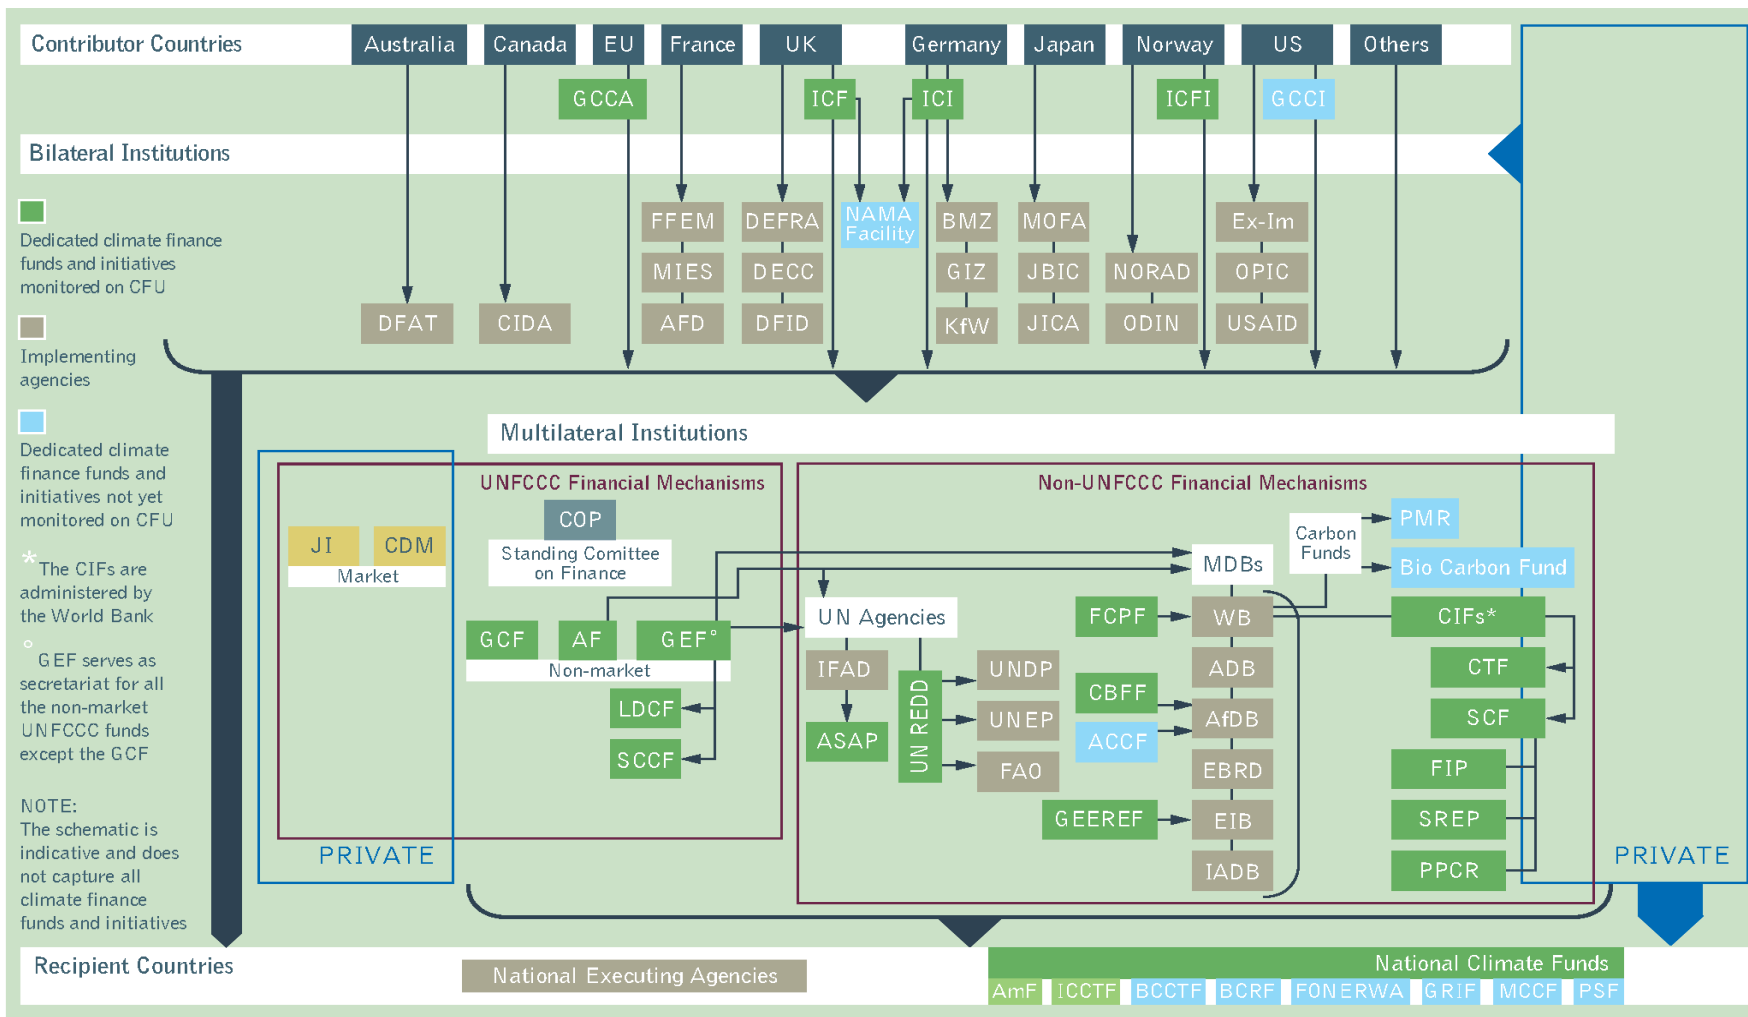 Contributor Countries
Australia
Canada
EU
France
UK
Germany
Japan
Norway
US
Others
GCCA
ICF
ICI
ICFI
GCCI
Bilateral Institutions
Dedicated climate finance
funds and initiatives
monitored on CFU
Implementing
agencies
Dedicated climate
finance funds and
initiatives not yet
monitored on CFU
* The CIFs are
administered by
the World Bank
° GEF serves as
secretariat for all
the non-market
UNFCCC funds
except the GCF
NOTE:
The schematic is
indicative and does
not capture all
climate finance
funds and initiatives
FFEM
DEFRA
NAMA
Facility
BMZ
MOFA
Ex-Im
MIES
DECC
GIZ
JBIC
NORAD
OPIC
DFAT
CIDA
AFD
DFID
KfW
JICA
ODIN
USAID
Multilateral Institutions
UNFCCC Financial Mechanisms
COP
Standing Comittee
on Finance
JI
CDM
Market
GCF
AF
GEF°
Non-market
LDCF
SCCF
PRIVATE
Non-UNFCCC Financial Mechanisms
UN Agencies
IFAD
ASAP
UN REDD
UNDP
UNEP
FAO
FCPF
CBFF
ACCF
GEEREF
MDBs
WB
ADB
AfDB
EBRD
EIB
IADB
Carbon
Funds
PMR
Bio Carbon Fund
CIFs*
CTF
SCF
FIP
SREP
PPCR
PRIVATE
Recipient Countries
National Executing Agencies
National Climate Funds
AmF
ICCTF
BCCTF
BCRF
FONERWA
GRIF
MCCF
PSF